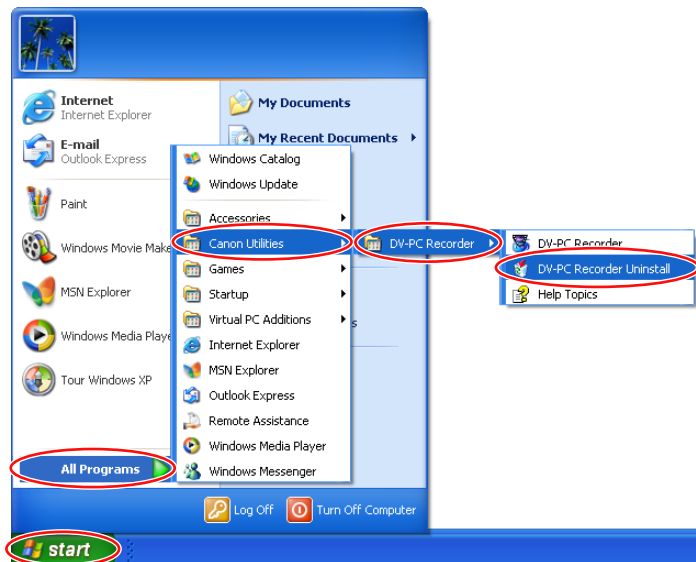 Internet
Internet Explorer
E-mail
Outlook Express
Paint
Windows Movie Make
MSN Explorer
Windows Media Playe
Tour Windows XP
All Programs
My Documents
My Recent Documents
s
Windows Catalog
Windows Update
Accessories
Canon Utilities
Games
Startup
Virtual PC Additions
Internet Explorer
MSN Explorer
Outlook Express
Remote Assistance
Windows Media Player
Windows Messenger
DV-PC Recorder
DV-PC Recorder
DV-PC Recorder Uninstall
Help Topics
Log Off
Turn Off Computer
start